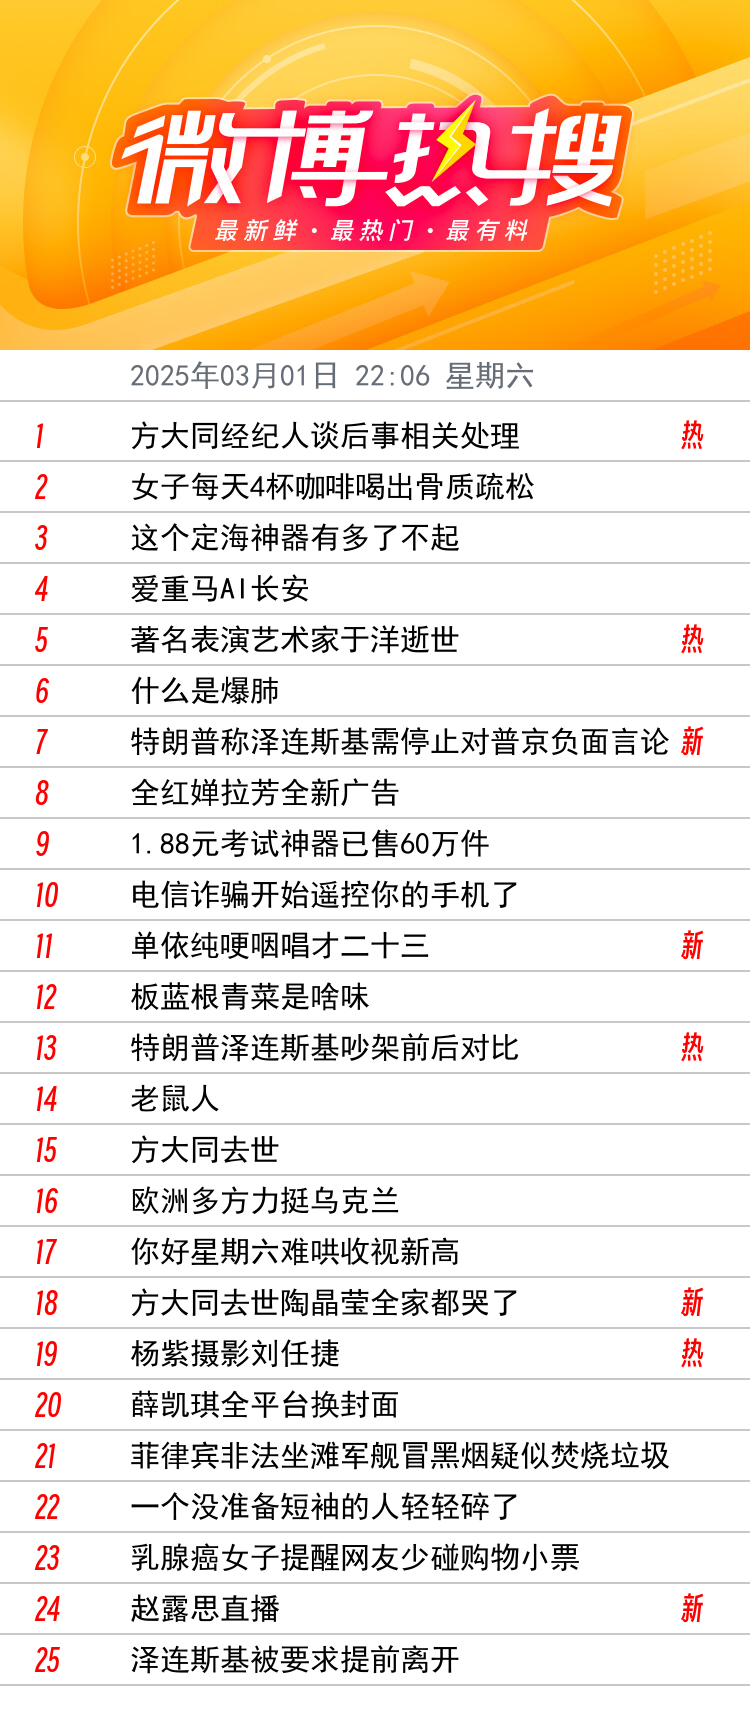 微博热搜
最新鲜·最热门·最有料
2025年03月01日 22:06 星期六
1 方大同经纪人谈后事相关处理 热
2 女子每天4杯咖啡喝出骨质疏松
3 这个定海神器有多了不起
4 爱重马AI长安
5 著名表演艺术家于洋逝世 热
6 什么是爆肺
7 特朗普称泽连斯基需停止对普京负面言论 新
8 全红婵拉芳全新广告
9 1.88元考试神器已售60万件
10 电信诈骗开始遥控你的手机了
11 单依纯哽咽唱才二十三 新
12 板蓝根青菜是啥味
13 特朗普泽连斯基吵架前后对比 热
14 老鼠人
15 方大同去世
16 欧洲多方力挺乌克兰
17 你好星期六难哄收视新高
18 方大同去世陶晶莹全家都哭了 新
19 杨紫摄影刘任捷 热
20 薛凯琪全平台换封面
21 菲律宾非法坐滩军舰冒黑烟疑似焚烧垃圾
22 一个没准备短袖的人轻轻碎了
23 乳腺癌女子提醒网友少碰购物小票
24 赵露思直播 新
25 泽连斯基被要求提前离开